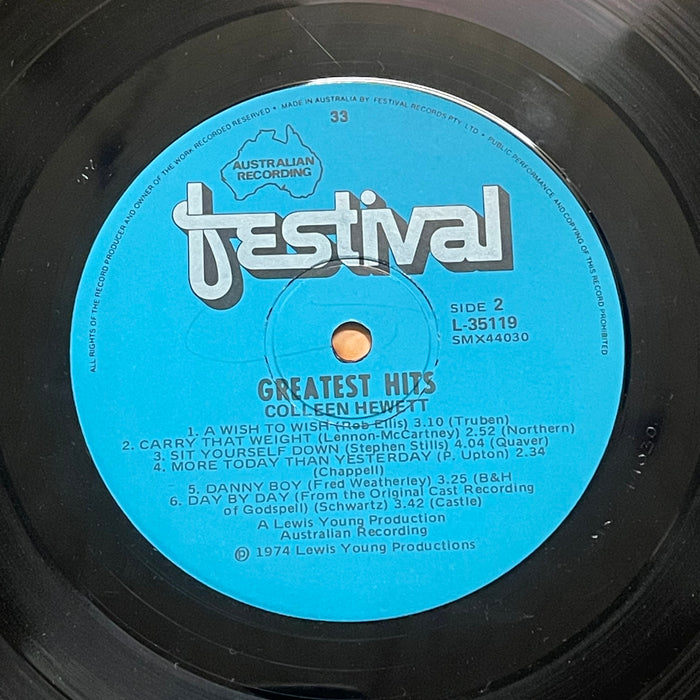 ALL RIGHTS OF THE RECORD PRODUCER AND OWNER OF THE WORK RECORDED RESERVED • MADE IN AUSTRALIA BY FESTIVAL RECORDS PTY. LTD. • PUBLIC PERFORMANCE AND COPYING OF THIS RECORD PROHIBITED
33
AUSTRALIAN
RECORDING
festival
SIDE 2
L-35119
SMX44030
GREATEST HITS
COLLEEN HEWETT
1. A WISH TO WISH (Rob Ellis) 3.10 (Truben)
2. CARRY THAT WEIGHT (Lennon-McCartney) 2.52 (Northern)
3. SIT YOURSELF DOWN (Stephen Stills) 4.04 (Quaver)
4. MORE TODAY THAN YESTERDAY (P. Upton) 2.34
(Chappell)
5. DANNY BOY (Fred Weatherley) 3.25 (B&H
6. DAY BY DAY (From the Original Cast Recording
of Godspell) (Schwartz) 3.42 (Castle)
A Lewis Young Production
Australian Recording
℗ 1974 Lewis Young Productions